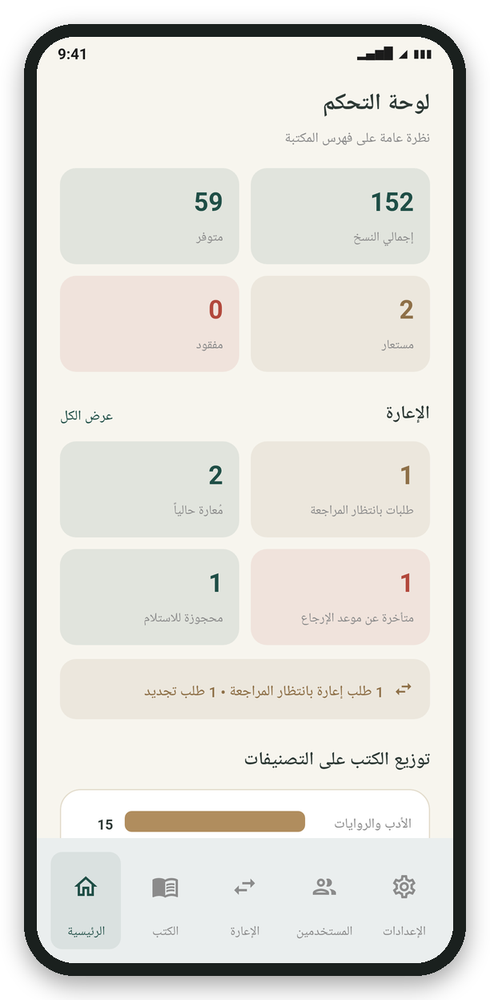 9:41
لوحة التحكم
نظرة عامة على فهرس المكتبة
152
إجمالي النسخ
59
متوفر
2
مستعار
0
مفقود
الإعارة
عرض الكل
1
طلبات بانتظار المراجعة
2
مُعارة حالياً
1
متأخرة عن موعد الإرجاع
1
محجوزة للاستلام
1 طلب إعارة بانتظار المراجعة • 1 طلب تجديد
توزيع الكتب على التصنيفات
الأدب والروايات 15
الإعدادات
المستخدمين
الإعارة
الكتب
الرئيسية